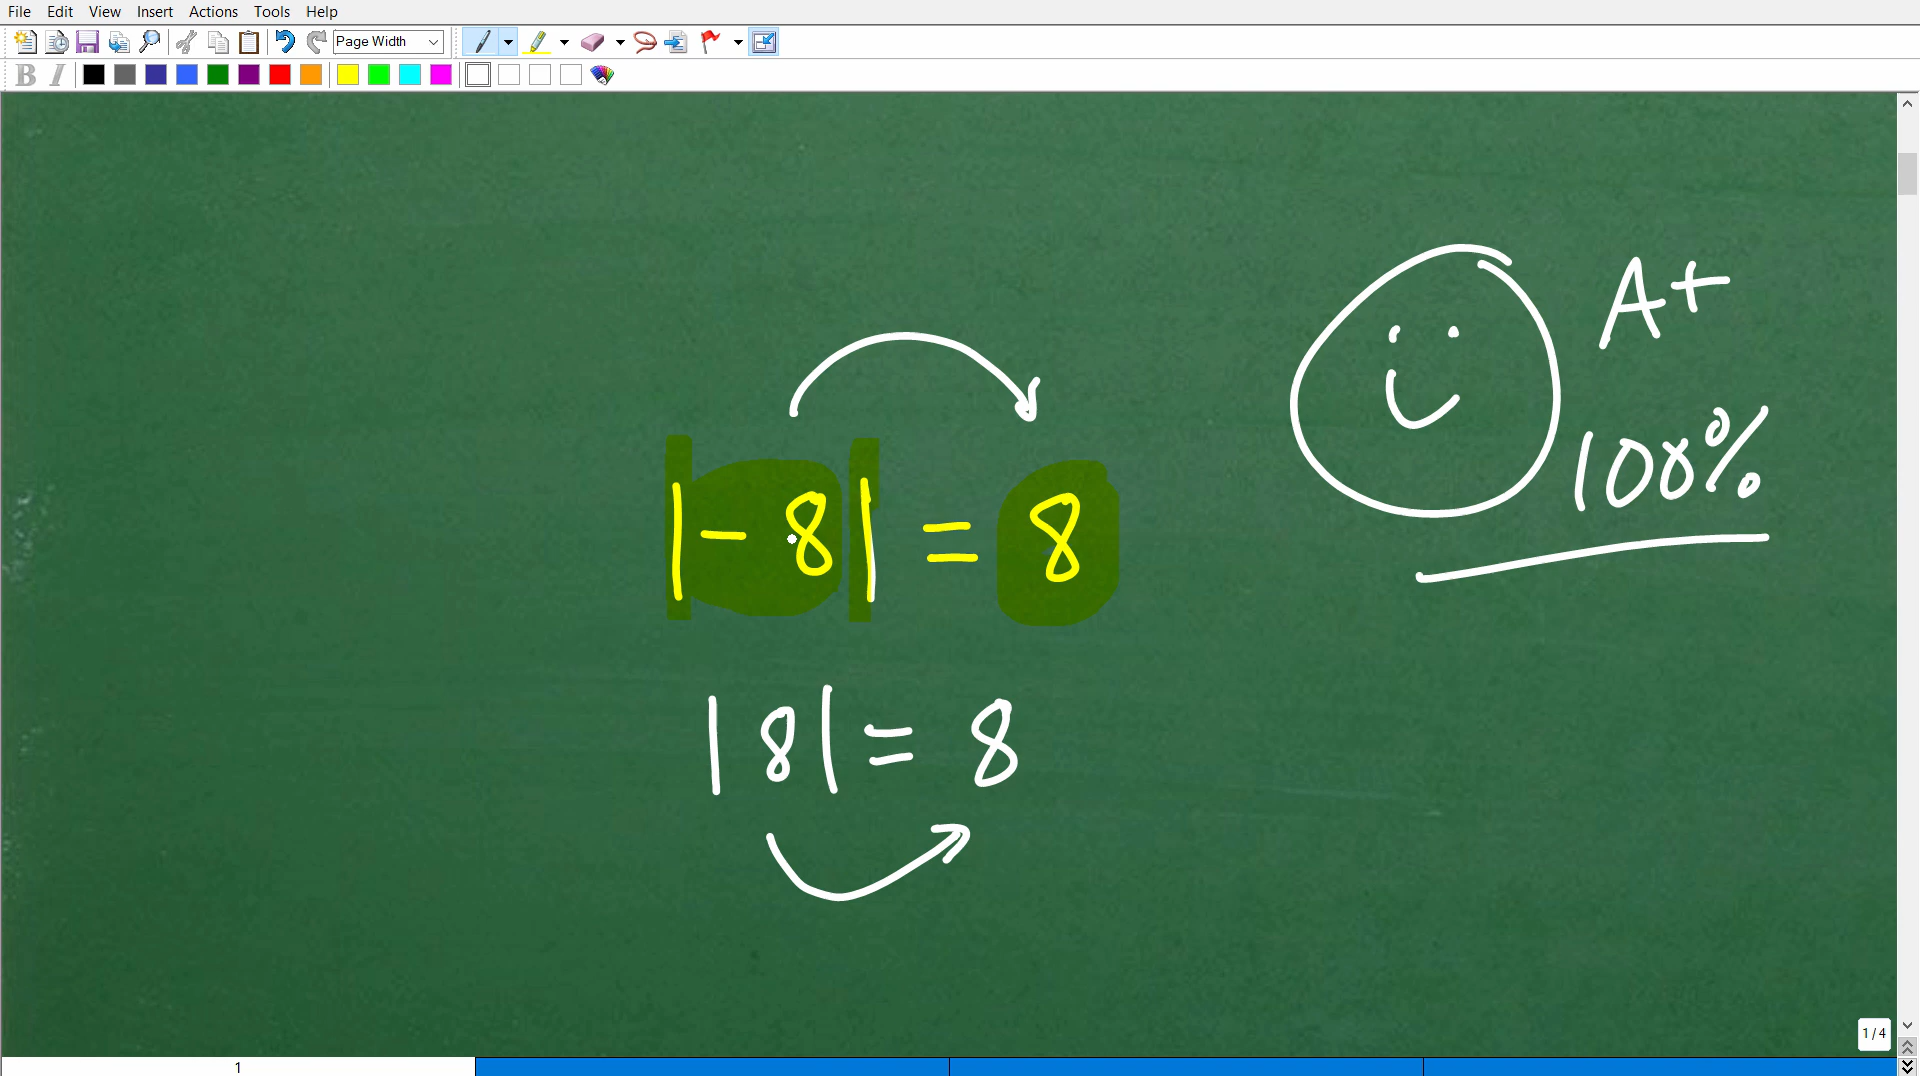 File Edit View Insert Actions Tools Help
Page Width
B I
A+
100%
|- 8| = 8
|8| = 8
1 / 4
1